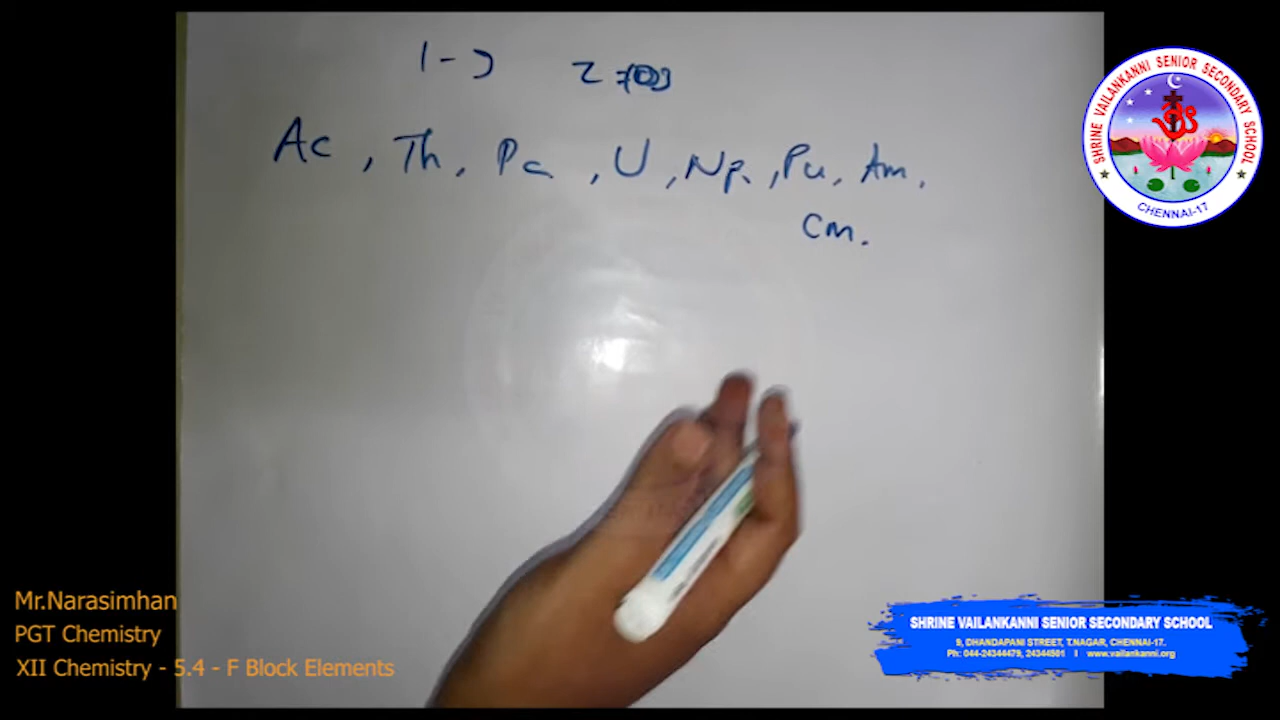 Ac, Th, Pa, U, Np, Pu, Am,
Cm.
SHRINE VAILANKANNI SENIOR SECONDARY SCHOOL
CHENNAI-17
Mr.Narasimhan
PGT Chemistry
XII Chemistry - 5.4 - F Block Elements
SHRINE VAILANKANNI SENIOR SECONDARY SCHOOL
9, DHANDAPANI STREET, T.NAGAR, CHENNAI-17.
Ph: 044-24344479, 24344501 I www.vailankanni.org